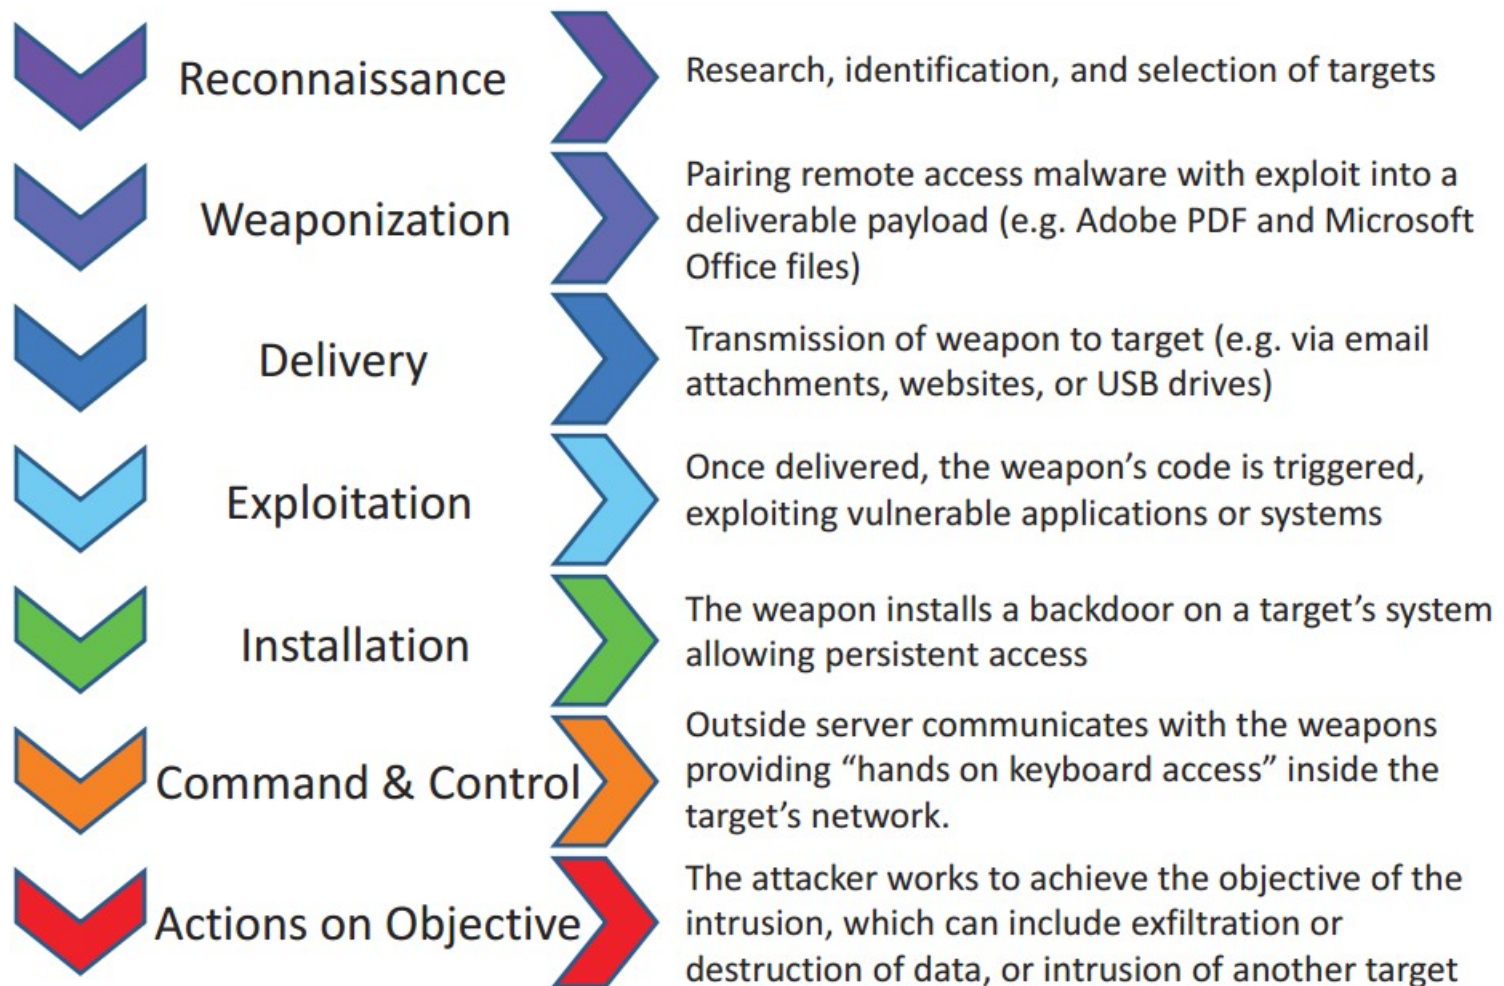 Reconnaissance
Research, identification, and selection of targets
Weaponization
Pairing remote access malware with exploit into a
deliverable payload (e.g. Adobe PDF and Microsoft
Office files)
Delivery
Transmission of weapon to target (e.g. via email
attachments, websites, or USB drives)
Exploitation
Once delivered, the weapon’s code is triggered,
exploiting vulnerable applications or systems
Installation
The weapon installs a backdoor on a target’s system
allowing persistent access
Command & Control
Outside server communicates with the weapons
providing “hands on keyboard access” inside the
target’s network.
Actions on Objective
The attacker works to achieve the objective of the
intrusion, which can include exfiltration or
destruction of data, or intrusion of another target